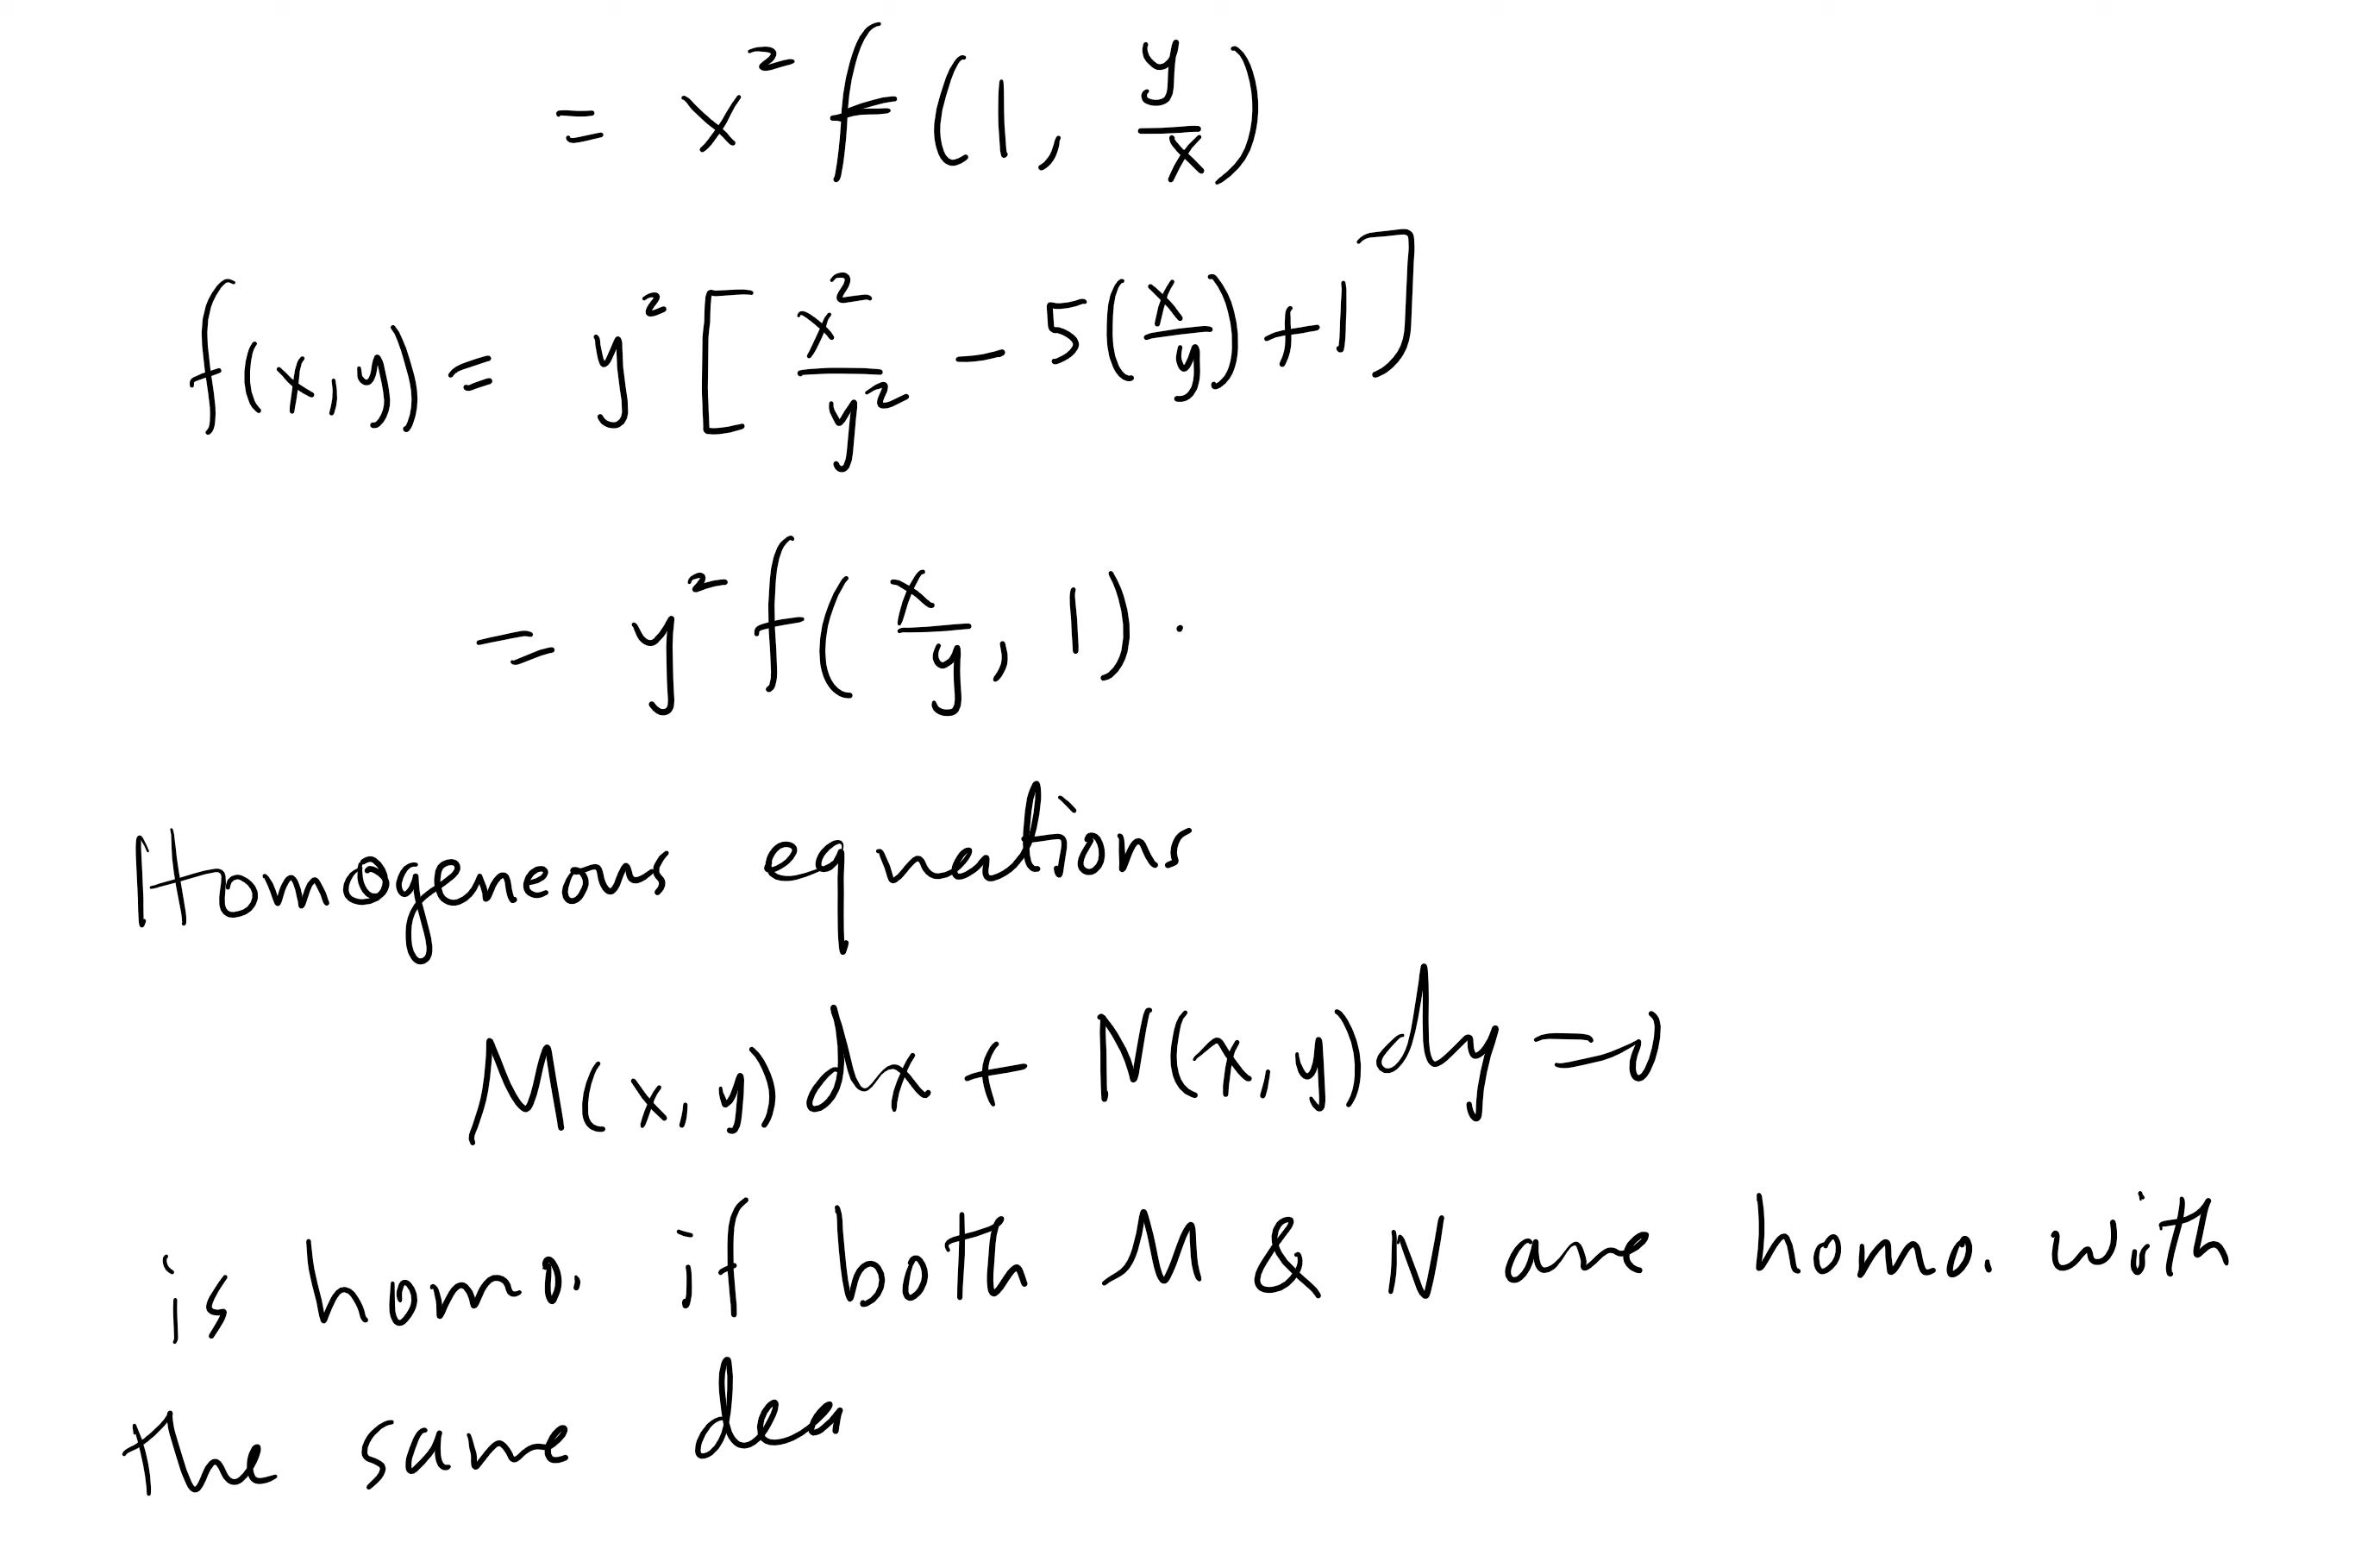 = x² f(1, y/x)
f(x,y) = y² [ x²/y² - 5(x/y) + 1 ]
= y² f(x/y, 1).
Homogeneous equations
M(x,y)dx + N(x,y)dy = 0
is homo. if both M & N are homo. with
the same